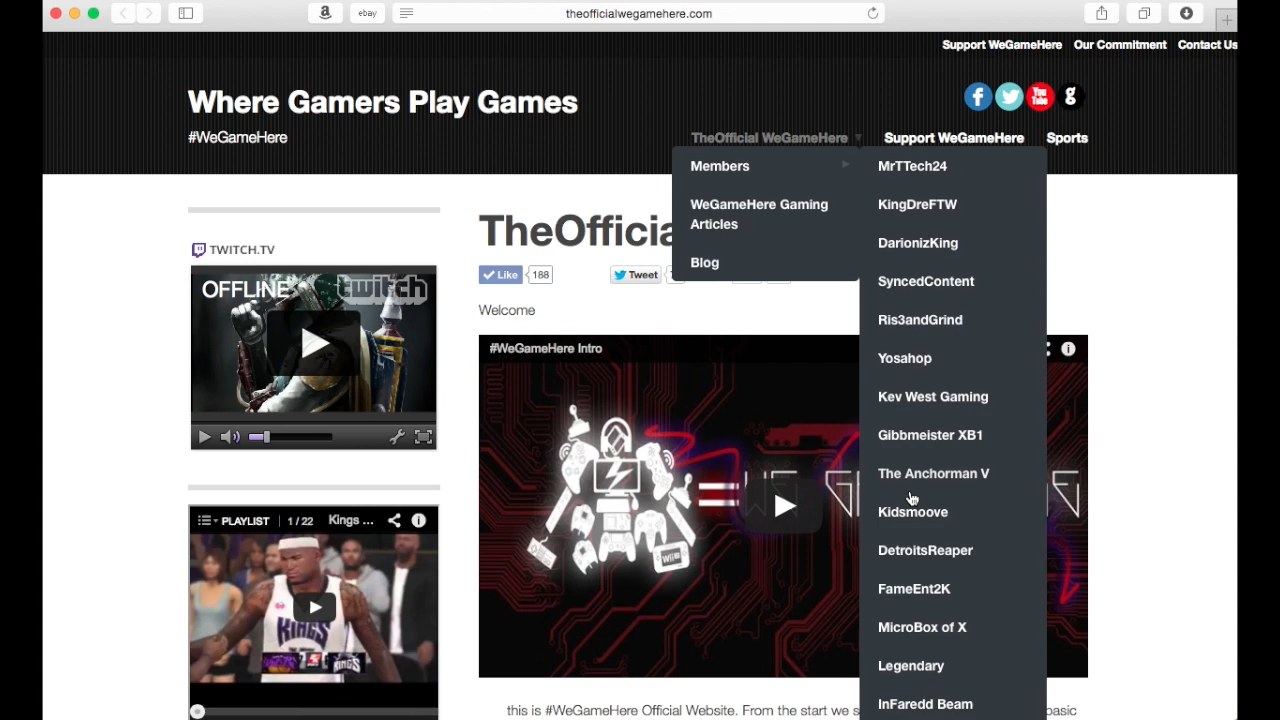 ebay
theofficialwegamehere.com
Support WeGameHere Our Commitment Contact Us
Where Gamers Play Games
#WeGameHere
TheOfficial WeGameHere Support WeGameHere Sports
Members
WeGameHere Gaming
Articles
Blog
MrTTech24
KingDreFTW
DarionizKing
SyncedContent
Ris3andGrind
Yosahop
Kev West Gaming
Gibbmeister XB1
The Anchorman V
Kidsmoove
DetroitsReaper
FameEnt2K
MicroBox of X
Legendary
InFaredd Beam
TWITCH.TV
OFFLINE
twitch
PLAYLIST 1 / 22 Kings ...
KINGS
TheOfficia
Like 188 Tweet
Welcome
#WeGameHere Intro
this is #WeGameHere Official Website. From the start we s
basic